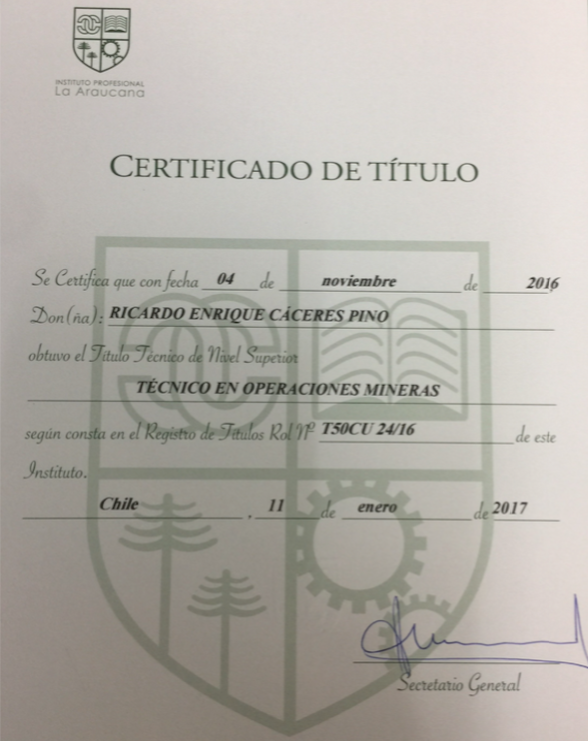 INSTITUTO PROFESIONAL
La Araucana
CERTIFICADO DE TÍTULO
Se Certifica que con fecha 04 de noviembre de 2016
Don(ña): RICARDO ENRIQUE CÁCERES PINO
obtuvo el Título Técnico de Nivel Superior
TÉCNICO EN OPERACIONES MINERAS
según consta en el Registro de Títulos Rol Nº T50CU 24/16 de este
Instituto.
Chile , 11 de enero de 2017
Secretario General